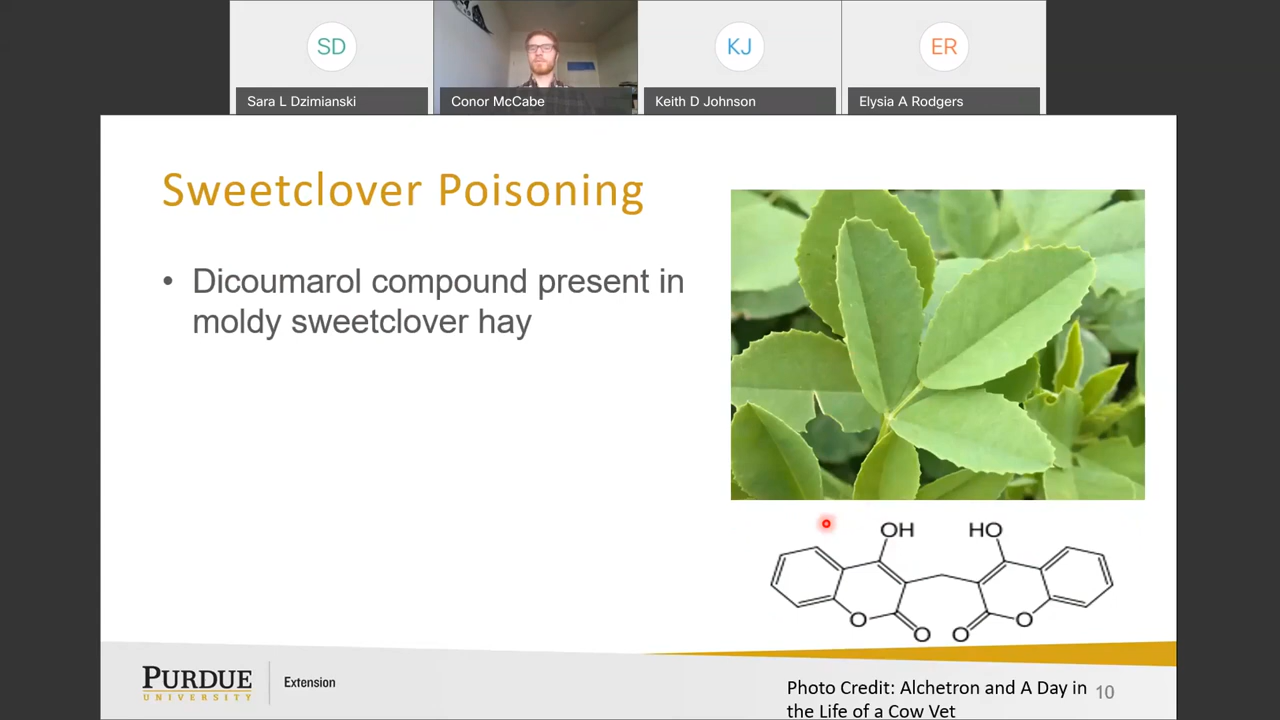 SD
KJ
ER
Sara L Dzimianski
Conor McCabe
Keith D Johnson
Elysia A Rodgers
Sweetclover Poisoning
• Dicoumarol compound present in
moldy sweetclover hay
OH
HO
O
O
O
O
PURDUE
UNIVERSITY
Extension
Photo Credit: Alchetron and A Day in
the Life of a Cow Vet
10